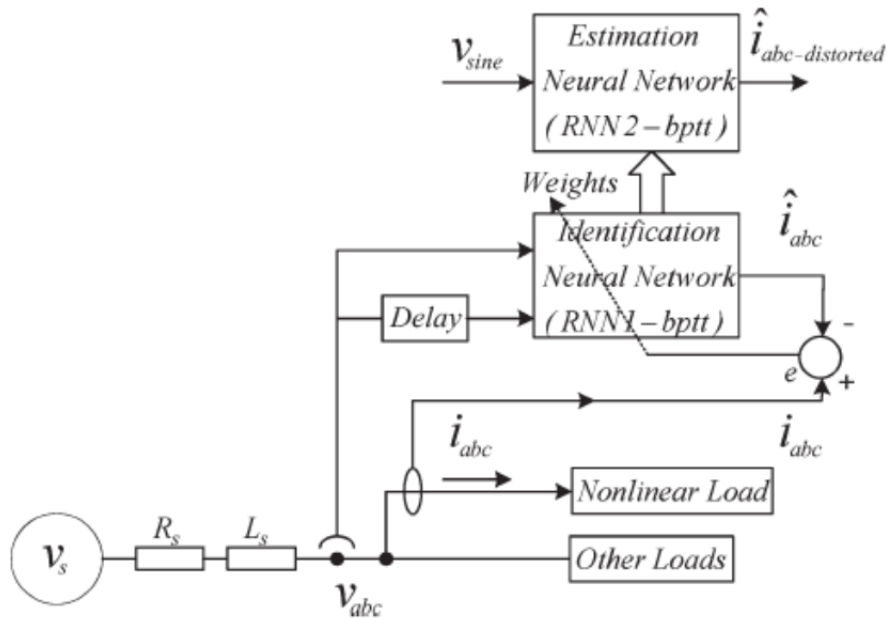 v_sine
Estimation
Neural Network
(RNN2-bptt)
î_abc-distorted
Weights
Identification
Neural Network
(RNN1-bptt)
î_abc
Delay
-
e
+
i_abc
i_abc
Nonlinear Load
v_s
R_s
L_s
v_abc
Other Loads